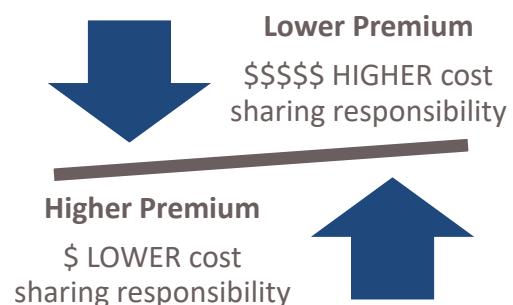 Lower Premium
$$$$$ HIGHER cost
sharing responsibility
Higher Premium
$ LOWER cost
sharing responsibility